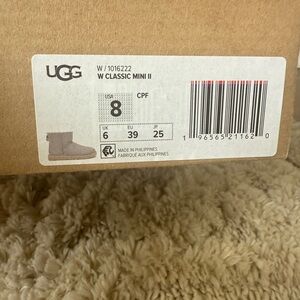 UGG
W / 1016222
W CLASSIC MINI II
USA
8
CPF
UK
6
EU
39
JP
25
MADE IN PHILIPPINES
FABRIQUE AUX PHILIPPINES
1 96565 21162 0